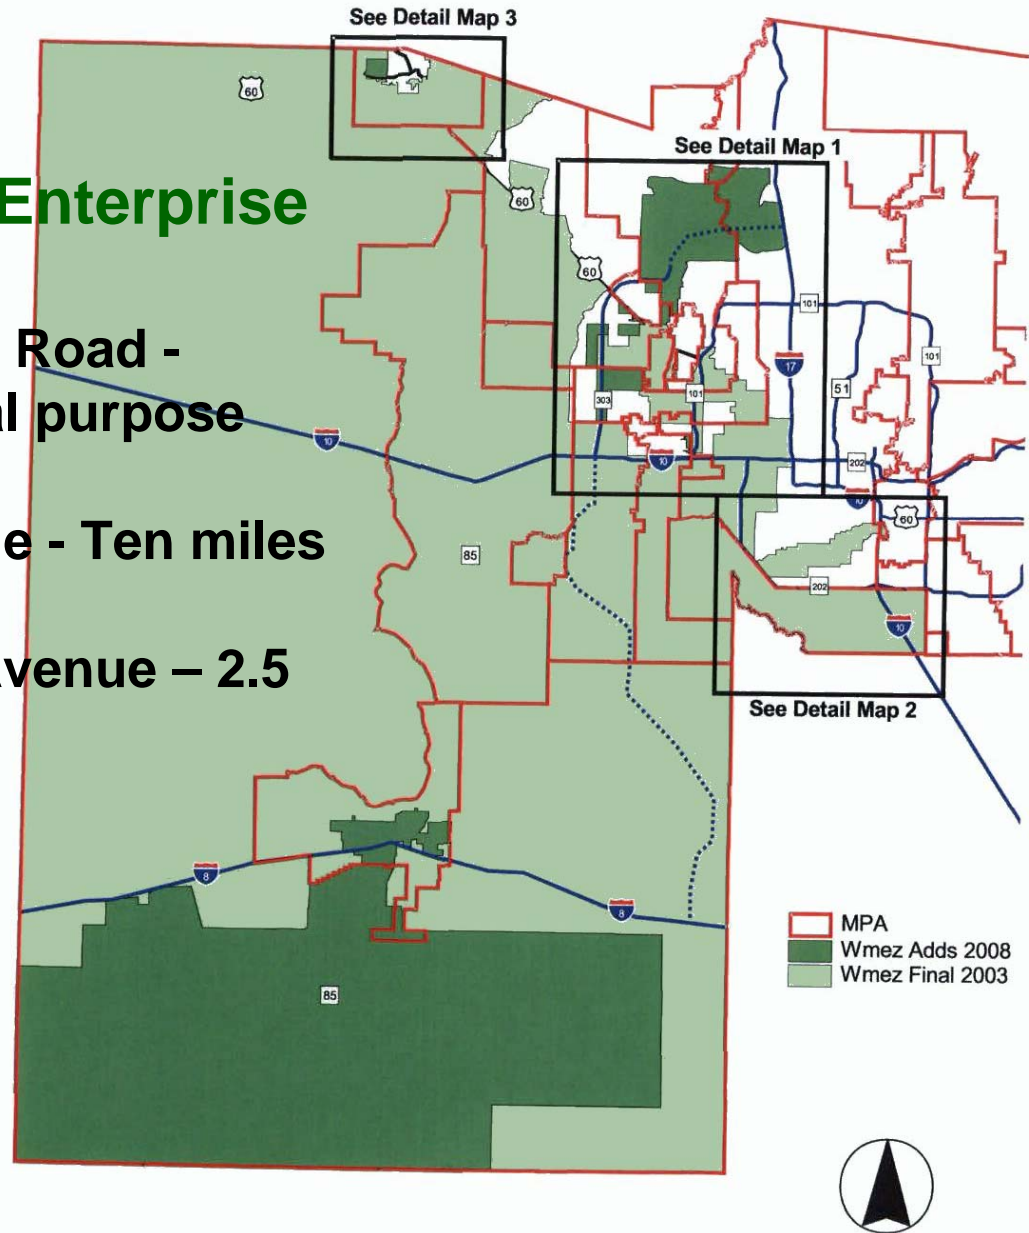 See Detail Map 3
60
See Detail Map 1
Enterprise
60
60
101
Road -
al purpose
17
101
51
303
101
10
10
202
10
60
e - Ten miles
85
202
10
venue – 2.5
See Detail Map 2
8
8
MPA
Wmez Adds 2008
Wmez Final 2003
85